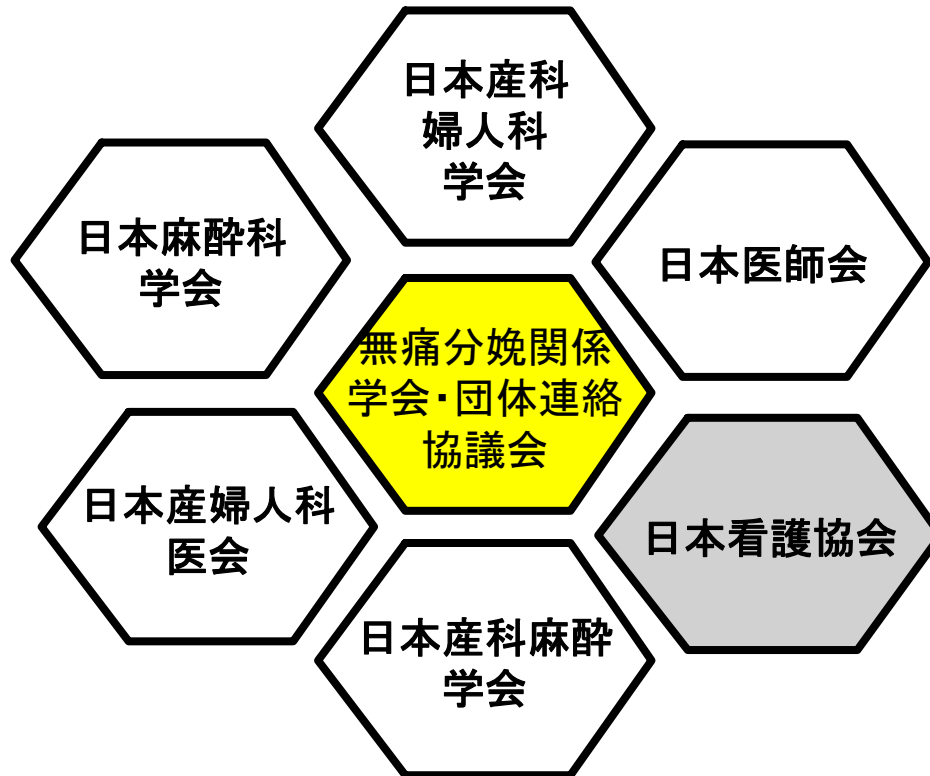 日本産科
婦人科
学会
日本麻酔科
学会
日本医師会
無痛分娩関係
学会・団体連絡
協議会
日本産婦人科
医会
日本看護協会
日本産科麻酔
学会